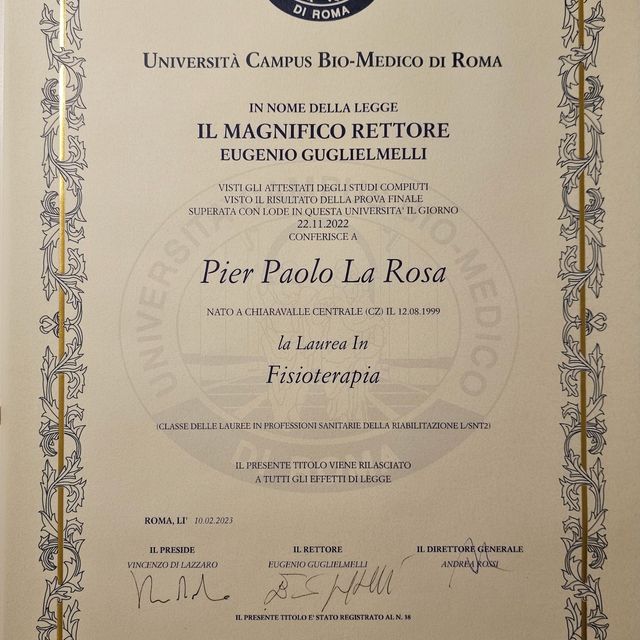 DI ROMA
UNIVERSITÀ CAMPUS BIO-MEDICO DI ROMA
IN NOME DELLA LEGGE
IL MAGNIFICO RETTORE
EUGENIO GUGLIELMELLI
VISTI GLI ATTESTATI DEGLI STUDI COMPIUTI
VISTO IL RISULTATO DELLA PROVA FINALE
SUPERATA CON LODE IN QUESTA UNIVERSITA' IL GIORNO
22.11.2022
CONFERISCE A
Pier Paolo La Rosa
NATO A CHIARAVALLE CENTRALE (CZ) IL 12.08.1999
la Laurea In
Fisioterapia
(CLASSE DELLE LAUREE IN PROFESSIONI SANITARIE DELLA RIABILITAZIONE L/SNT2)
IL PRESENTE TITOLO VIENE RILASCIATO
A TUTTI GLI EFFETTI DI LEGGE
ROMA, LI' 10.02.2023
IL PRESIDE IL RETTORE IL DIRETTORE GENERALE
VINCENZO DI LAZZARO EUGENIO GUGLIELMELLI ANDREA ROSSI
IL PRESENTE TITOLO E' STATO REGISTRATO AL N. 38